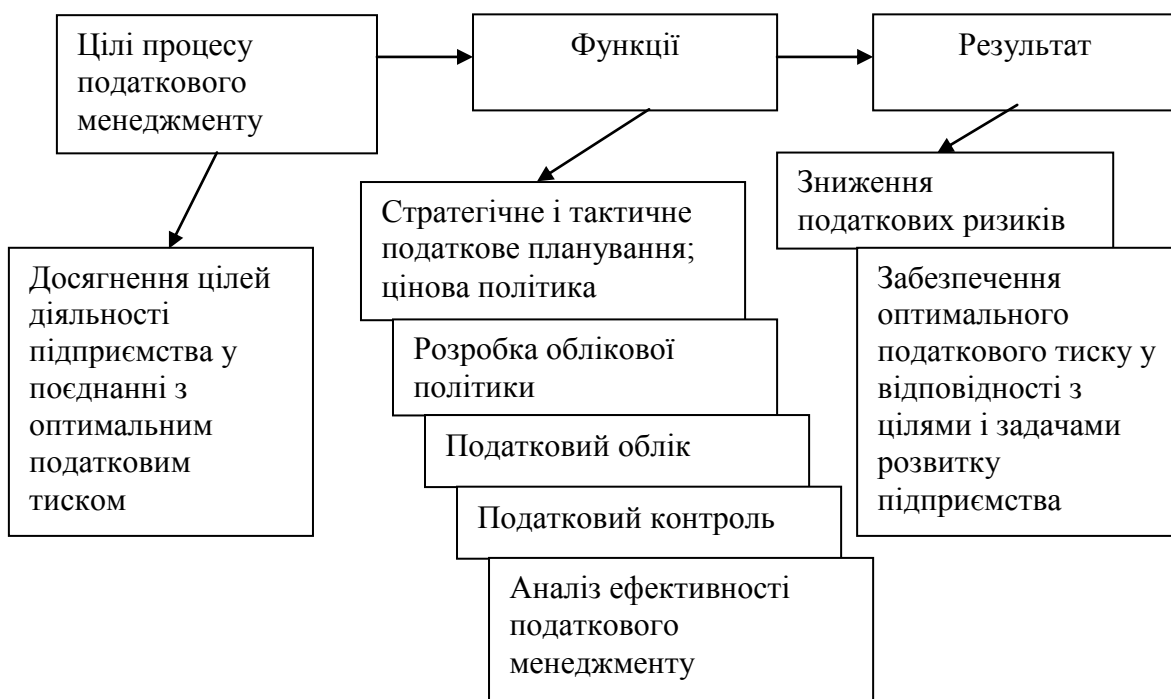 Цілі процесу
податкового
менеджменту
Функції
Результат
Досягнення цілей
діяльності
підприємства у
поєднанні з
оптимальним
податковим
тиском
Стратегічне і тактичне
податкове планування;
цінова політика
Розробка облікової
політики
Податковий облік
Податковий контроль
Аналіз ефективності
податкового
менеджменту
Зниження
податкових ризиків
Забезпечення
оптимального
податкового тиску у
відповідності з
цілями і задачами
розвитку
підприємства